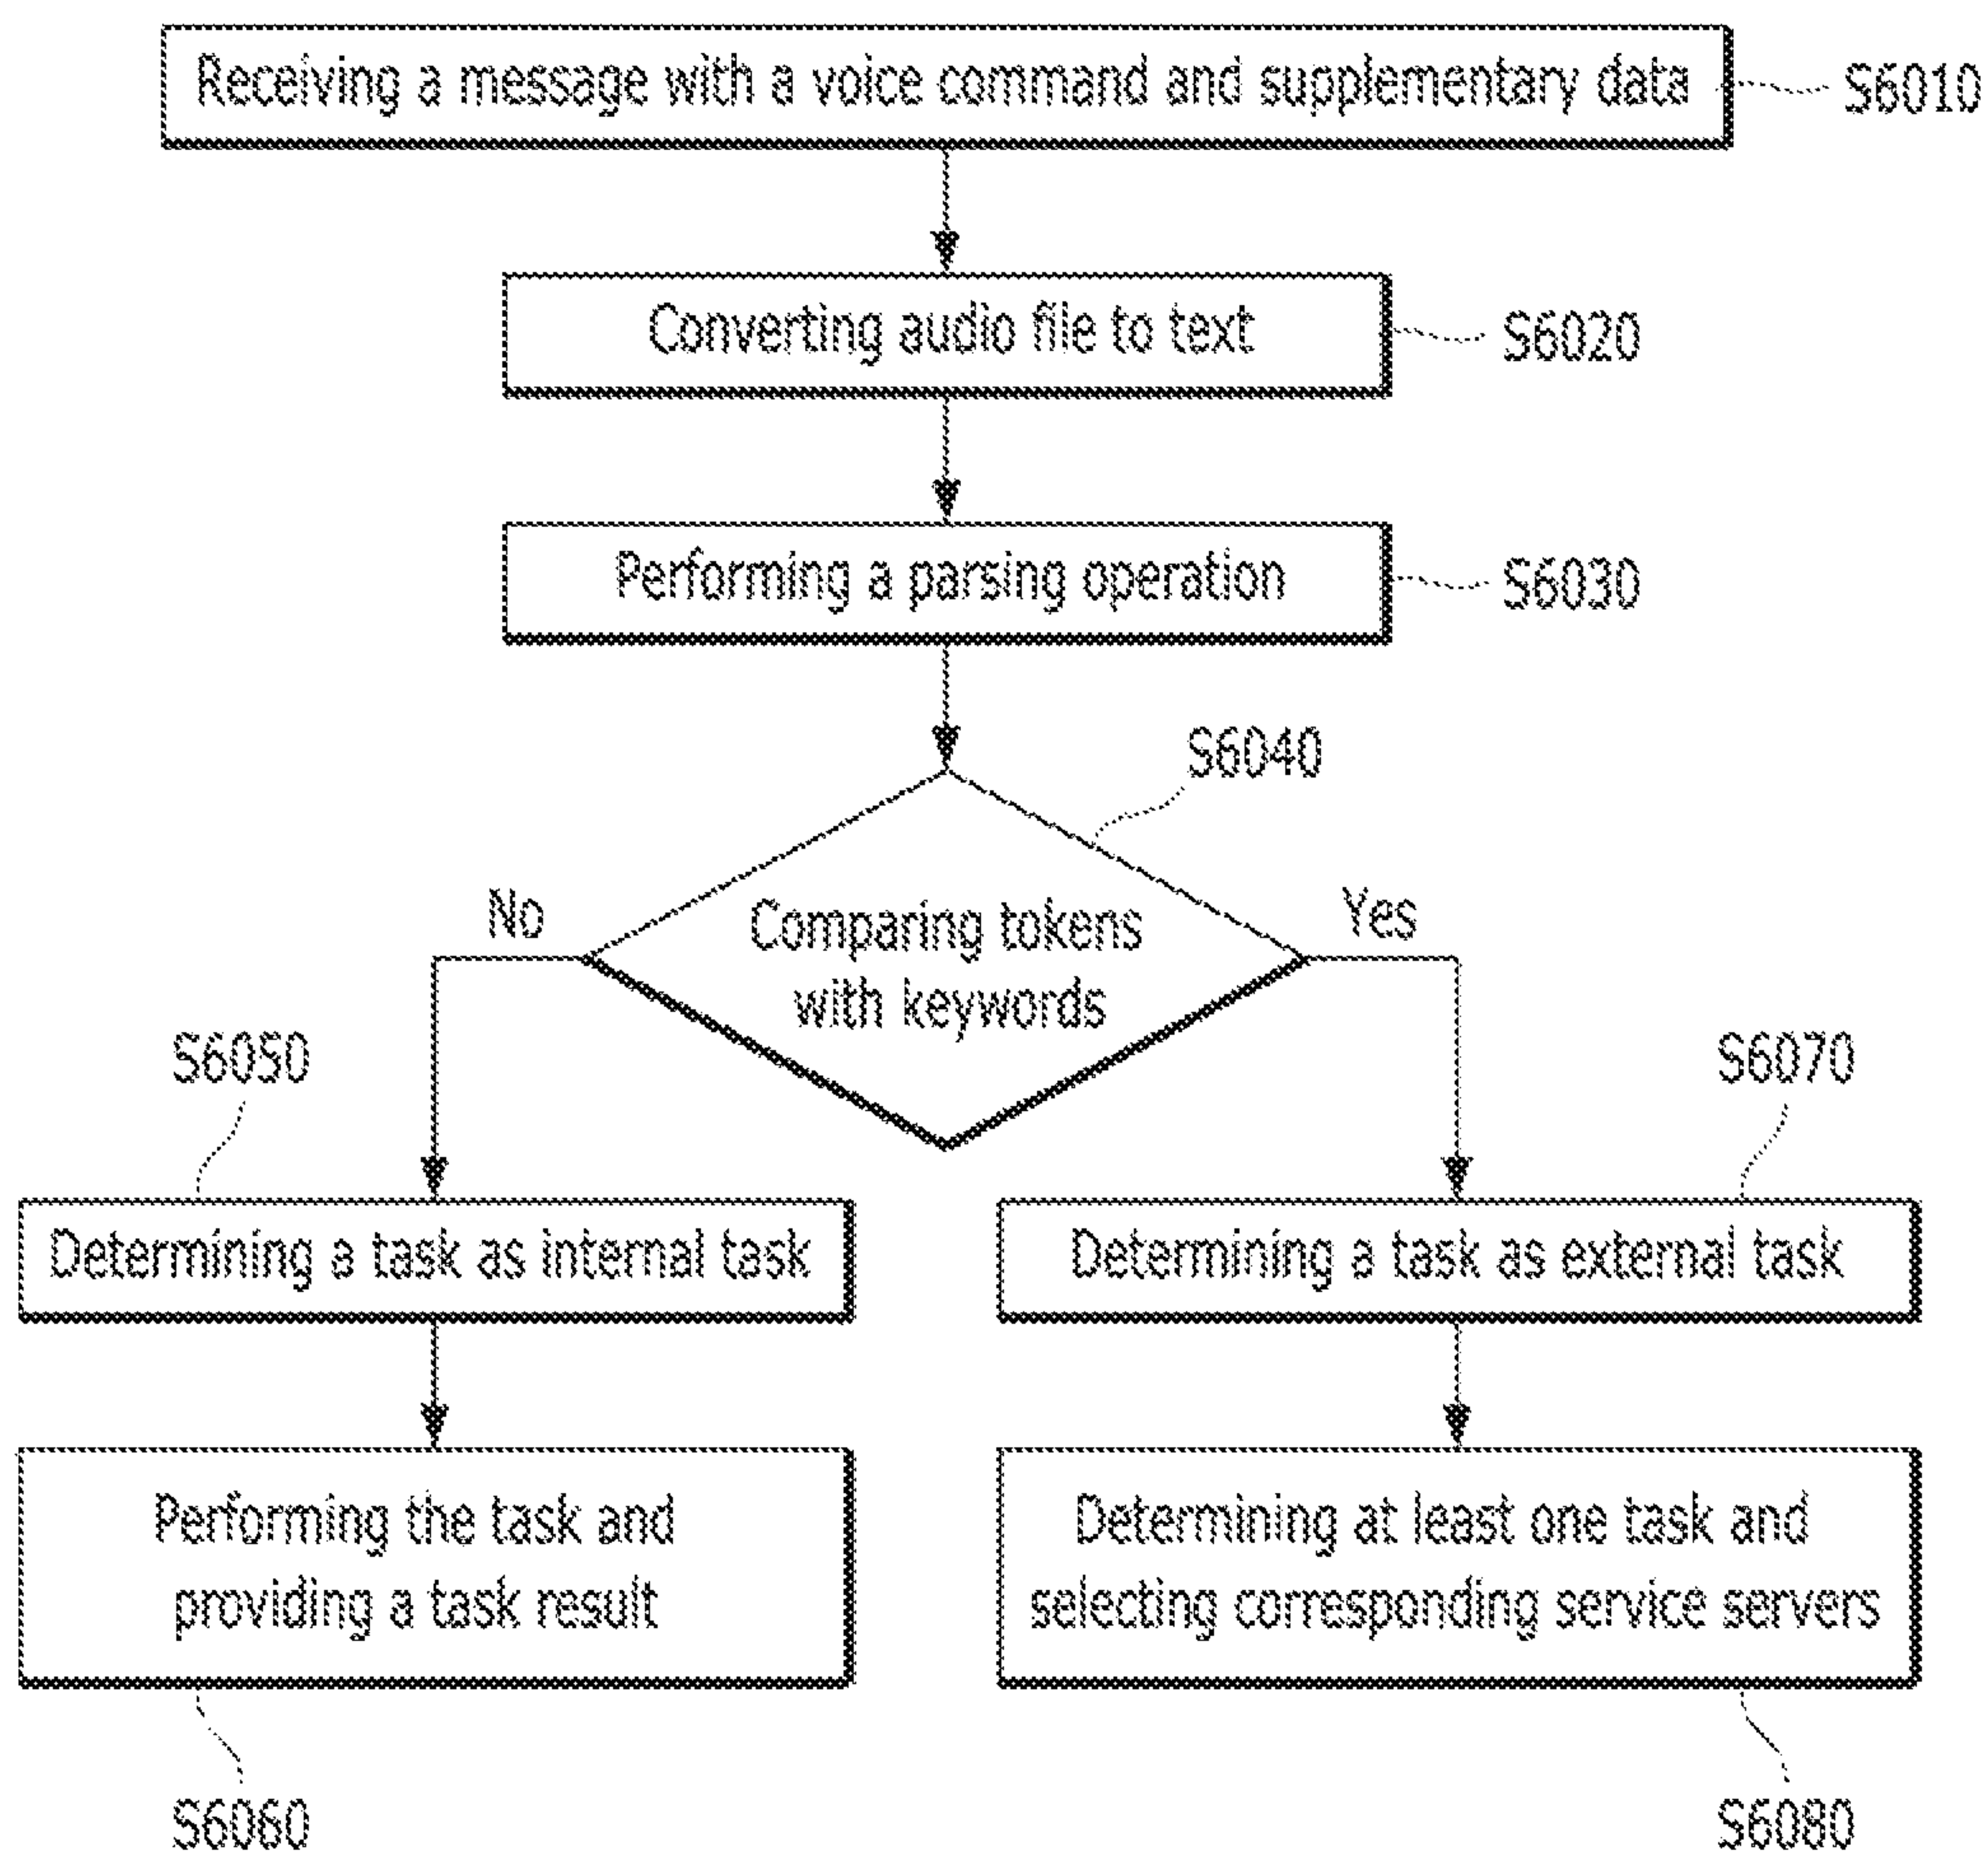 Receiving a message with a voice command and supplementary data
S6010
Converting audio file to text
S6020
Performing a parsing operation
S6030
S6040
Comparing tokens
with keywords
No
Yes
S6050
S6070
Determining a task as internal task
Determining a task as external task
Performing the task and
providing a task result
Determining at least one task and
selecting corresponding service servers
S6060
S6080